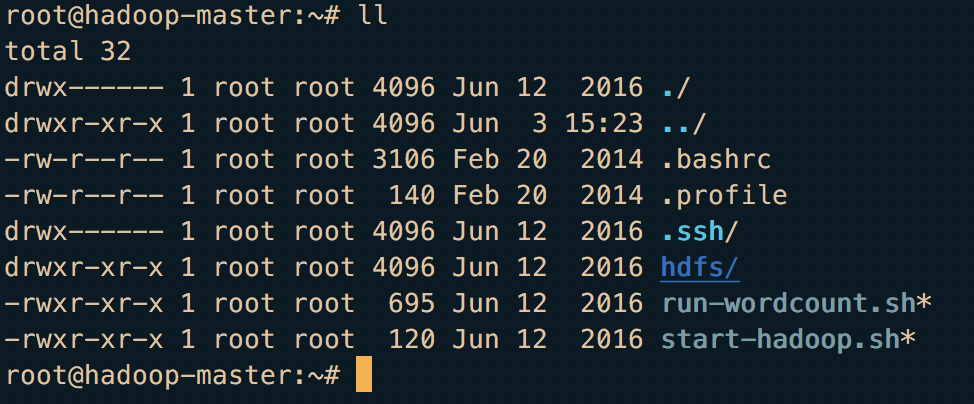 root@hadoop-master:~# ll
total 32
drwx------ 1 root root 4096 Jun 12  2016 ./
drwxr-xr-x 1 root root 4096 Jun  3 15:23 ../
-rw-r--r-- 1 root root 3106 Feb 20  2014 .bashrc
-rw-r--r-- 1 root root  140 Feb 20  2014 .profile
drwx------ 1 root root 4096 Jun 12  2016 .ssh/
drwxr-xr-x 1 root root 4096 Jun 12  2016 hdfs/
-rwxr-xr-x 1 root root  695 Jun 12  2016 run-wordcount.sh*
-rwxr-xr-x 1 root root  120 Jun 12  2016 start-hadoop.sh*
root@hadoop-master:~#